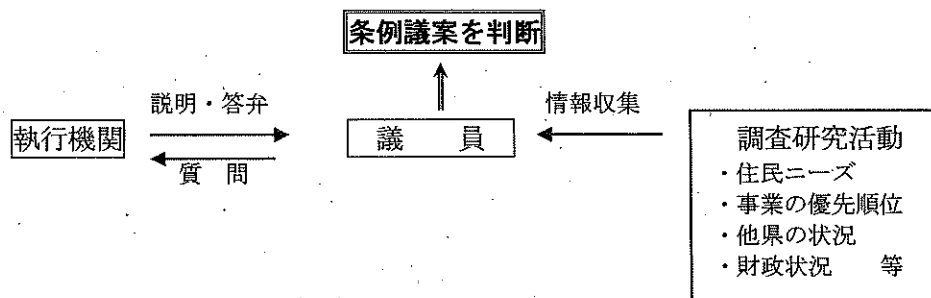 条例議案を判断
説明・答弁
情報収集
執行機関
議　　員
質　問
調査研究活動
・住民ニーズ
・事業の優先順位
・他県の状況
・財政状況　　等